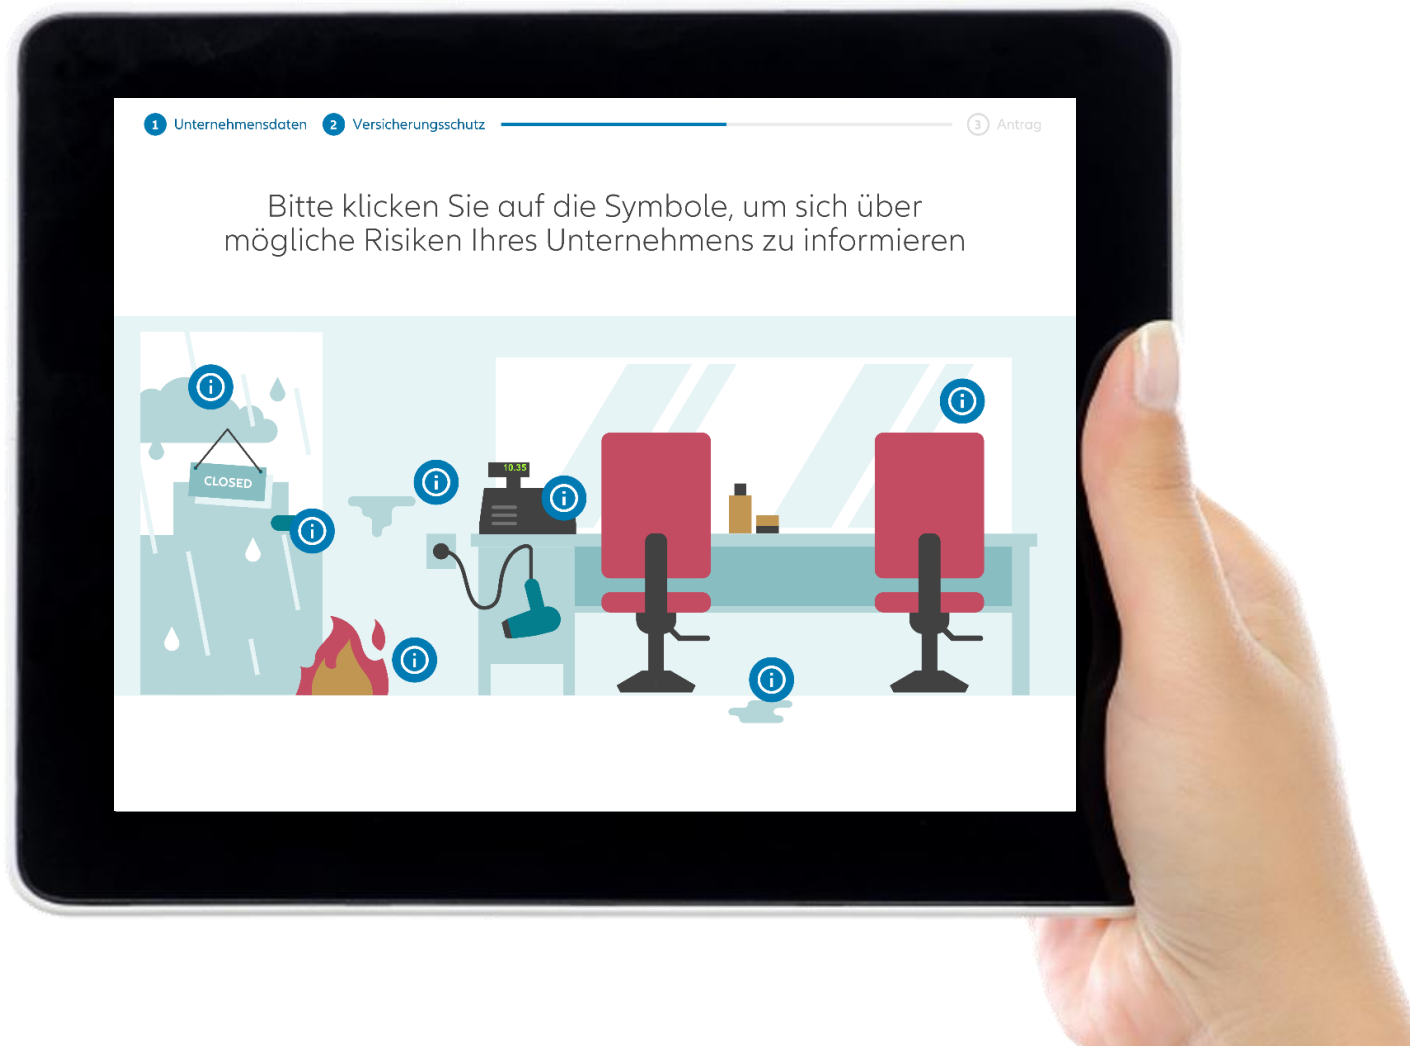 1 Unternehmensdaten 2 Versicherungsschutz 3 Antrag
Bitte klicken Sie auf die Symbole, um sich über
mögliche Risiken Ihres Unternehmens zu informieren
CLOSED
10.35